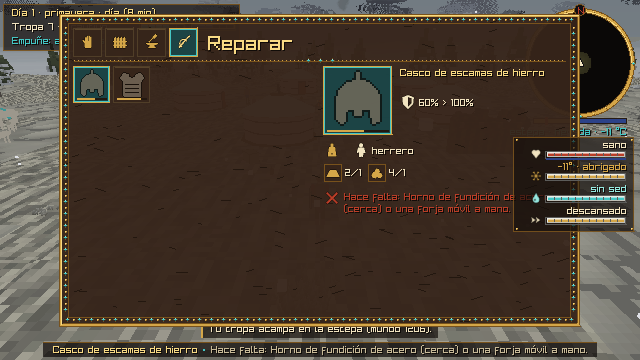 Día 1 · primavera · día (8 min)
Tropa 7
Empuñe: a
Reparar
N
Casco de escamas de hierro
60% > 100%
herrero
2/1 4/1
Hace falta: Horno de fundición de ac
(cerca) o una forja móvil a mano.
-11 °C
sano
-11° · abrigado
sin sed
descansado
Tu tropa acampa en la estepa (mundo 1206).
Casco de escamas de hierro · Hace falta: Horno de fundición de acero (cerca) o una forja móvil a mano.